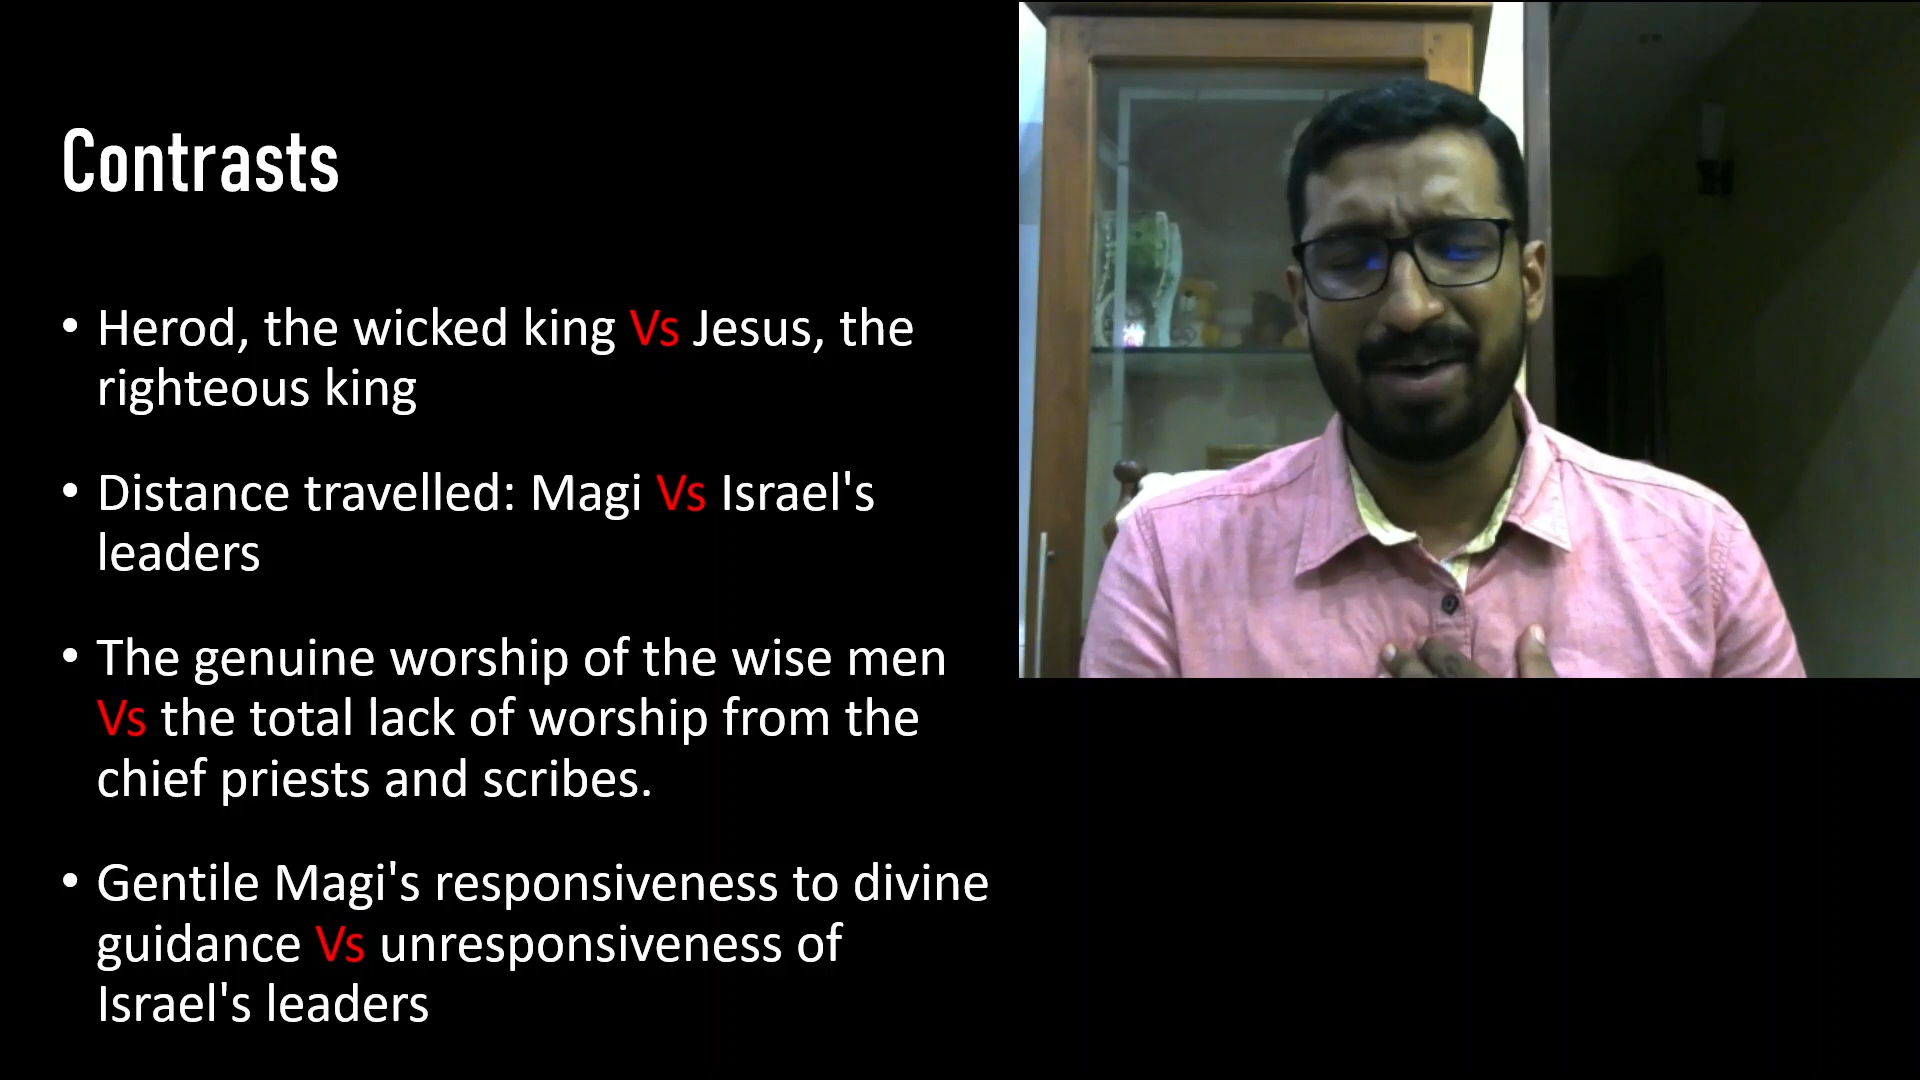 Contrasts
• Herod, the wicked king Vs Jesus, the
righteous king
• Distance travelled: Magi Vs Israel's
leaders
• The genuine worship of the wise men
Vs the total lack of worship from the
chief priests and scribes.
• Gentile Magi's responsiveness to divine
guidance Vs unresponsiveness of
Israel's leaders